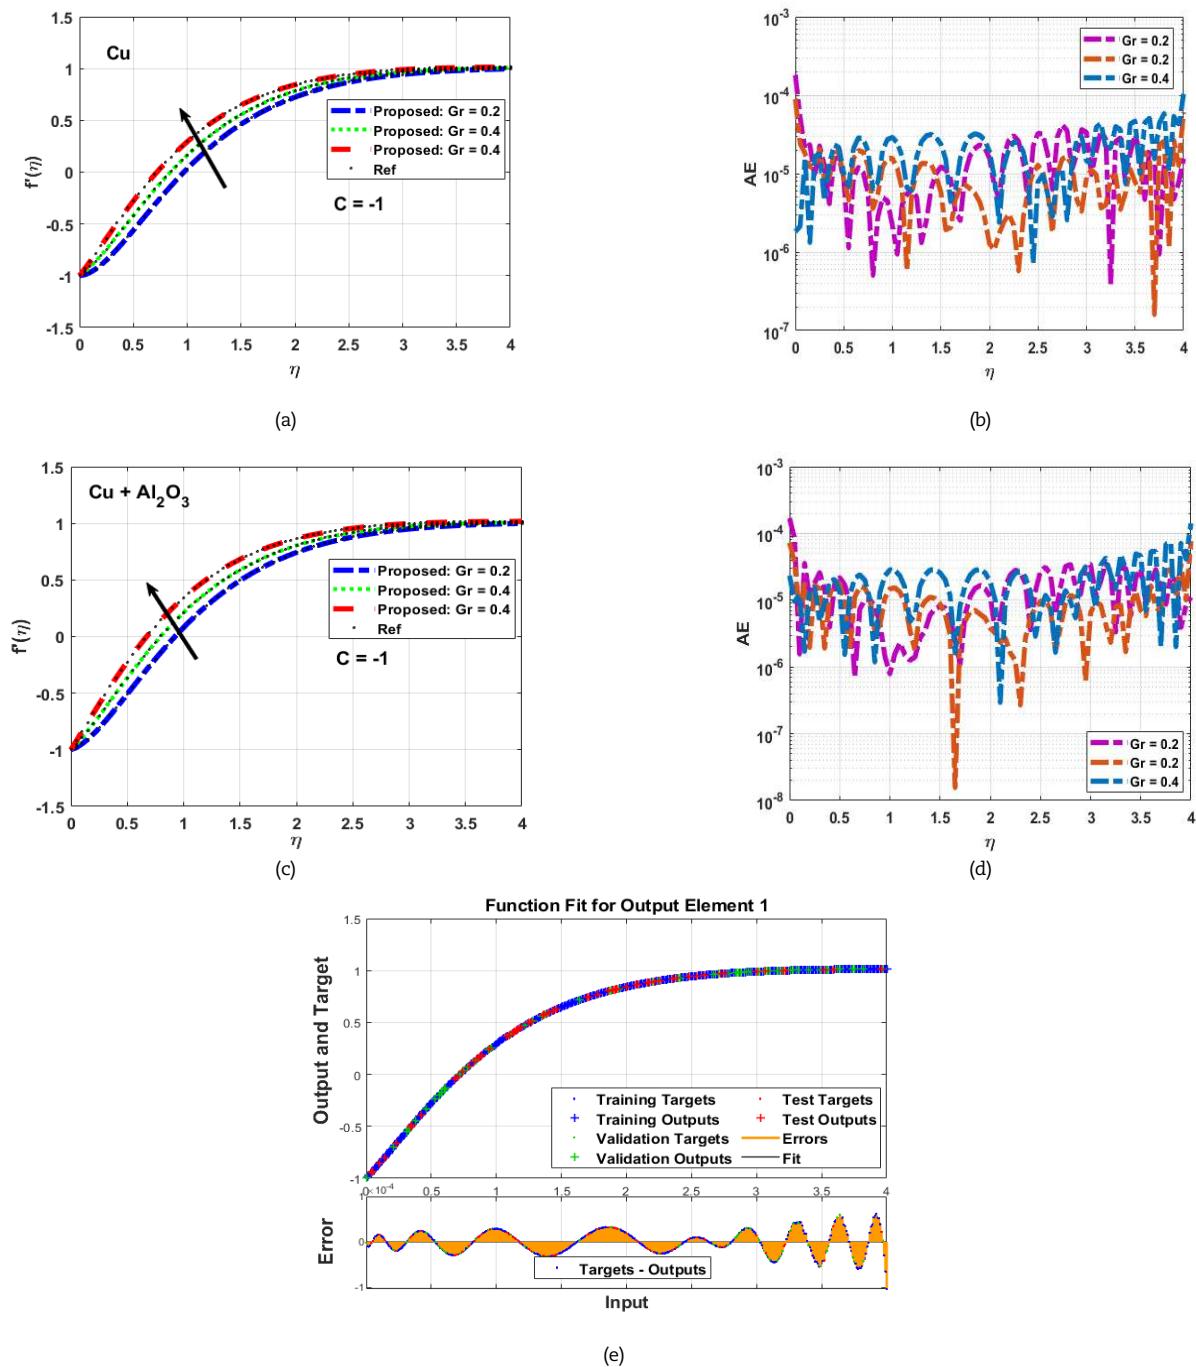 1.5
1
0.5
0
-0.5
-1
-1.5
f'(η)
Cu
Proposed: Gr = 0.2
Proposed: Gr = 0.4
Proposed: Gr = 0.4
Ref
C = -1
0 0.5 1 1.5 2 2.5 3 3.5 4
η
(a)
10⁻³
10⁻⁴
10⁻⁵
10⁻⁶
10⁻⁷
AE
Gr = 0.2
Gr = 0.2
Gr = 0.4
0 0.5 1 1.5 2 2.5 3 3.5 4
η
(b)
1.5
1
0.5
0
-0.5
-1
-1.5
f'(η)
Cu + Al₂O₃
Proposed: Gr = 0.2
Proposed: Gr = 0.4
Proposed: Gr = 0.4
Ref
C = -1
0 0.5 1 1.5 2 2.5 3 3.5 4
η
(c)
10⁻³
10⁻⁴
10⁻⁵
10⁻⁶
10⁻⁷
10⁻⁸
AE
Gr = 0.2
Gr = 0.2
Gr = 0.4
0 0.5 1 1.5 2 2.5 3 3.5 4
η
(d)
Function Fit for Output Element 1
1.5
1
0.5
0
-0.5
-1
Output and Target
Training Targets
Training Outputs
Validation Targets
Validation Outputs
Test Targets
Test Outputs
Errors
Fit
0 0.5 1 1.5 2 2.5 3 3.5 4
×10⁻⁴
1
0
-1
Error
Targets - Outputs
Input
(e)